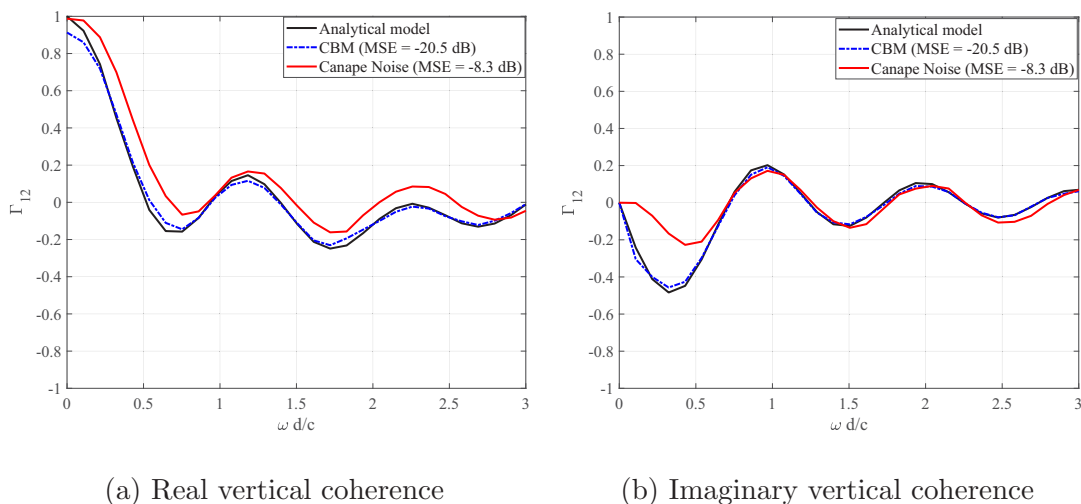 1
0.8
0.6
0.4
0.2
0
-0.2
-0.4
-0.6
-0.8
-1
Γ12
0 0.5 1 1.5 2 2.5 3
ω d/c
Analytical model
CBM (MSE = -20.5 dB)
Canape Noise (MSE = -8.3 dB)
(a) Real vertical coherence
1
0.8
0.6
0.4
0.2
0
-0.2
-0.4
-0.6
-0.8
-1
Γ12
0 0.5 1 1.5 2 2.5 3
ω d/c
Analytical model
CBM (MSE = -20.5 dB)
Canape Noise (MSE = -8.3 dB)
(b) Imaginary vertical coherence